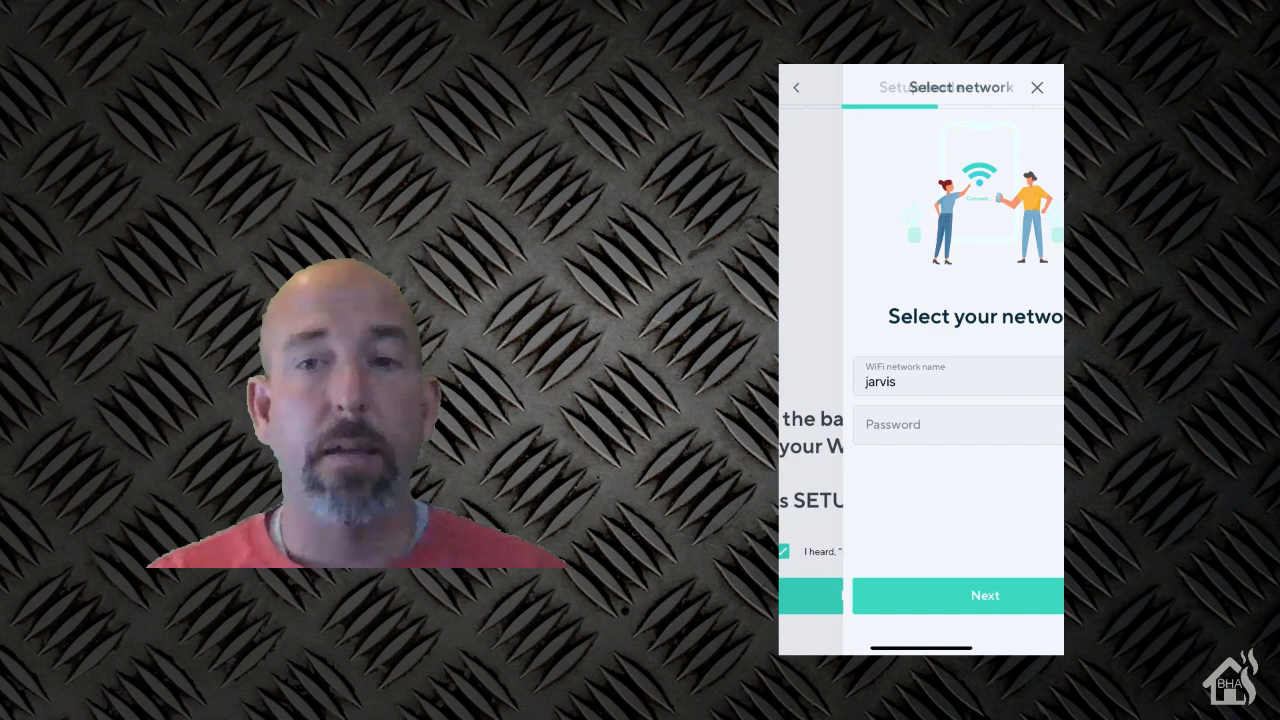 Select network
the ba
your W
s SETU
I heard, "
Select your netwo
WiFi network name
jarvis
Password
Next
BHA